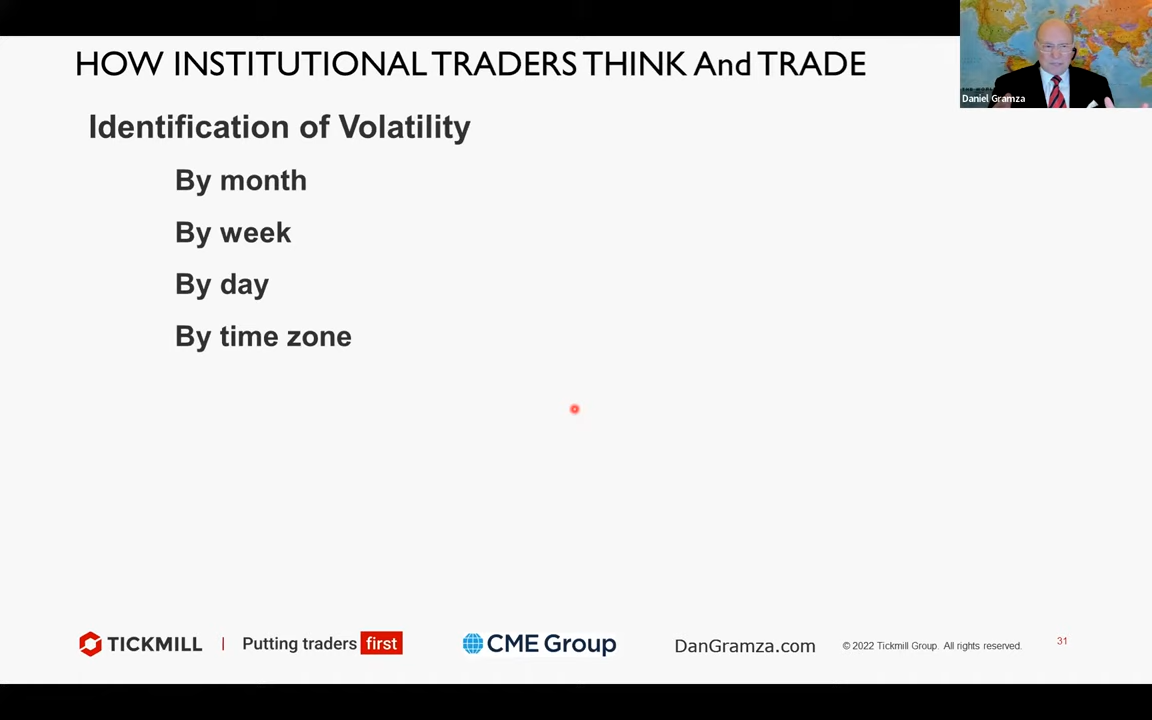 HOW INSTITUTIONAL TRADERS THINK And TRADE
Daniel Gramza
Identification of Volatility
By month
By week
By day
By time zone
TICKMILL | Putting traders first
CME Group
DanGramza.com
© 2022 Tickmill Group. All rights reserved.
31